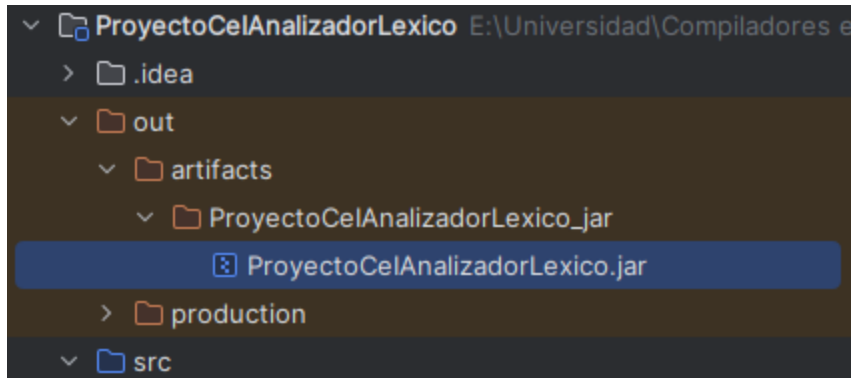 ProyectoCelAnalizadorLexico E:\Universidad\Compiladores e
.idea
out
artifacts
ProyectoCelAnalizadorLexico_jar
ProyectoCelAnalizadorLexico.jar
production
src